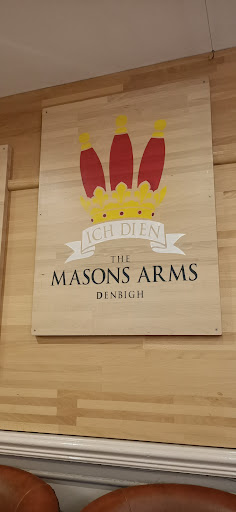 ICH DIEN
THE
MASONS ARMS
DENBIGH